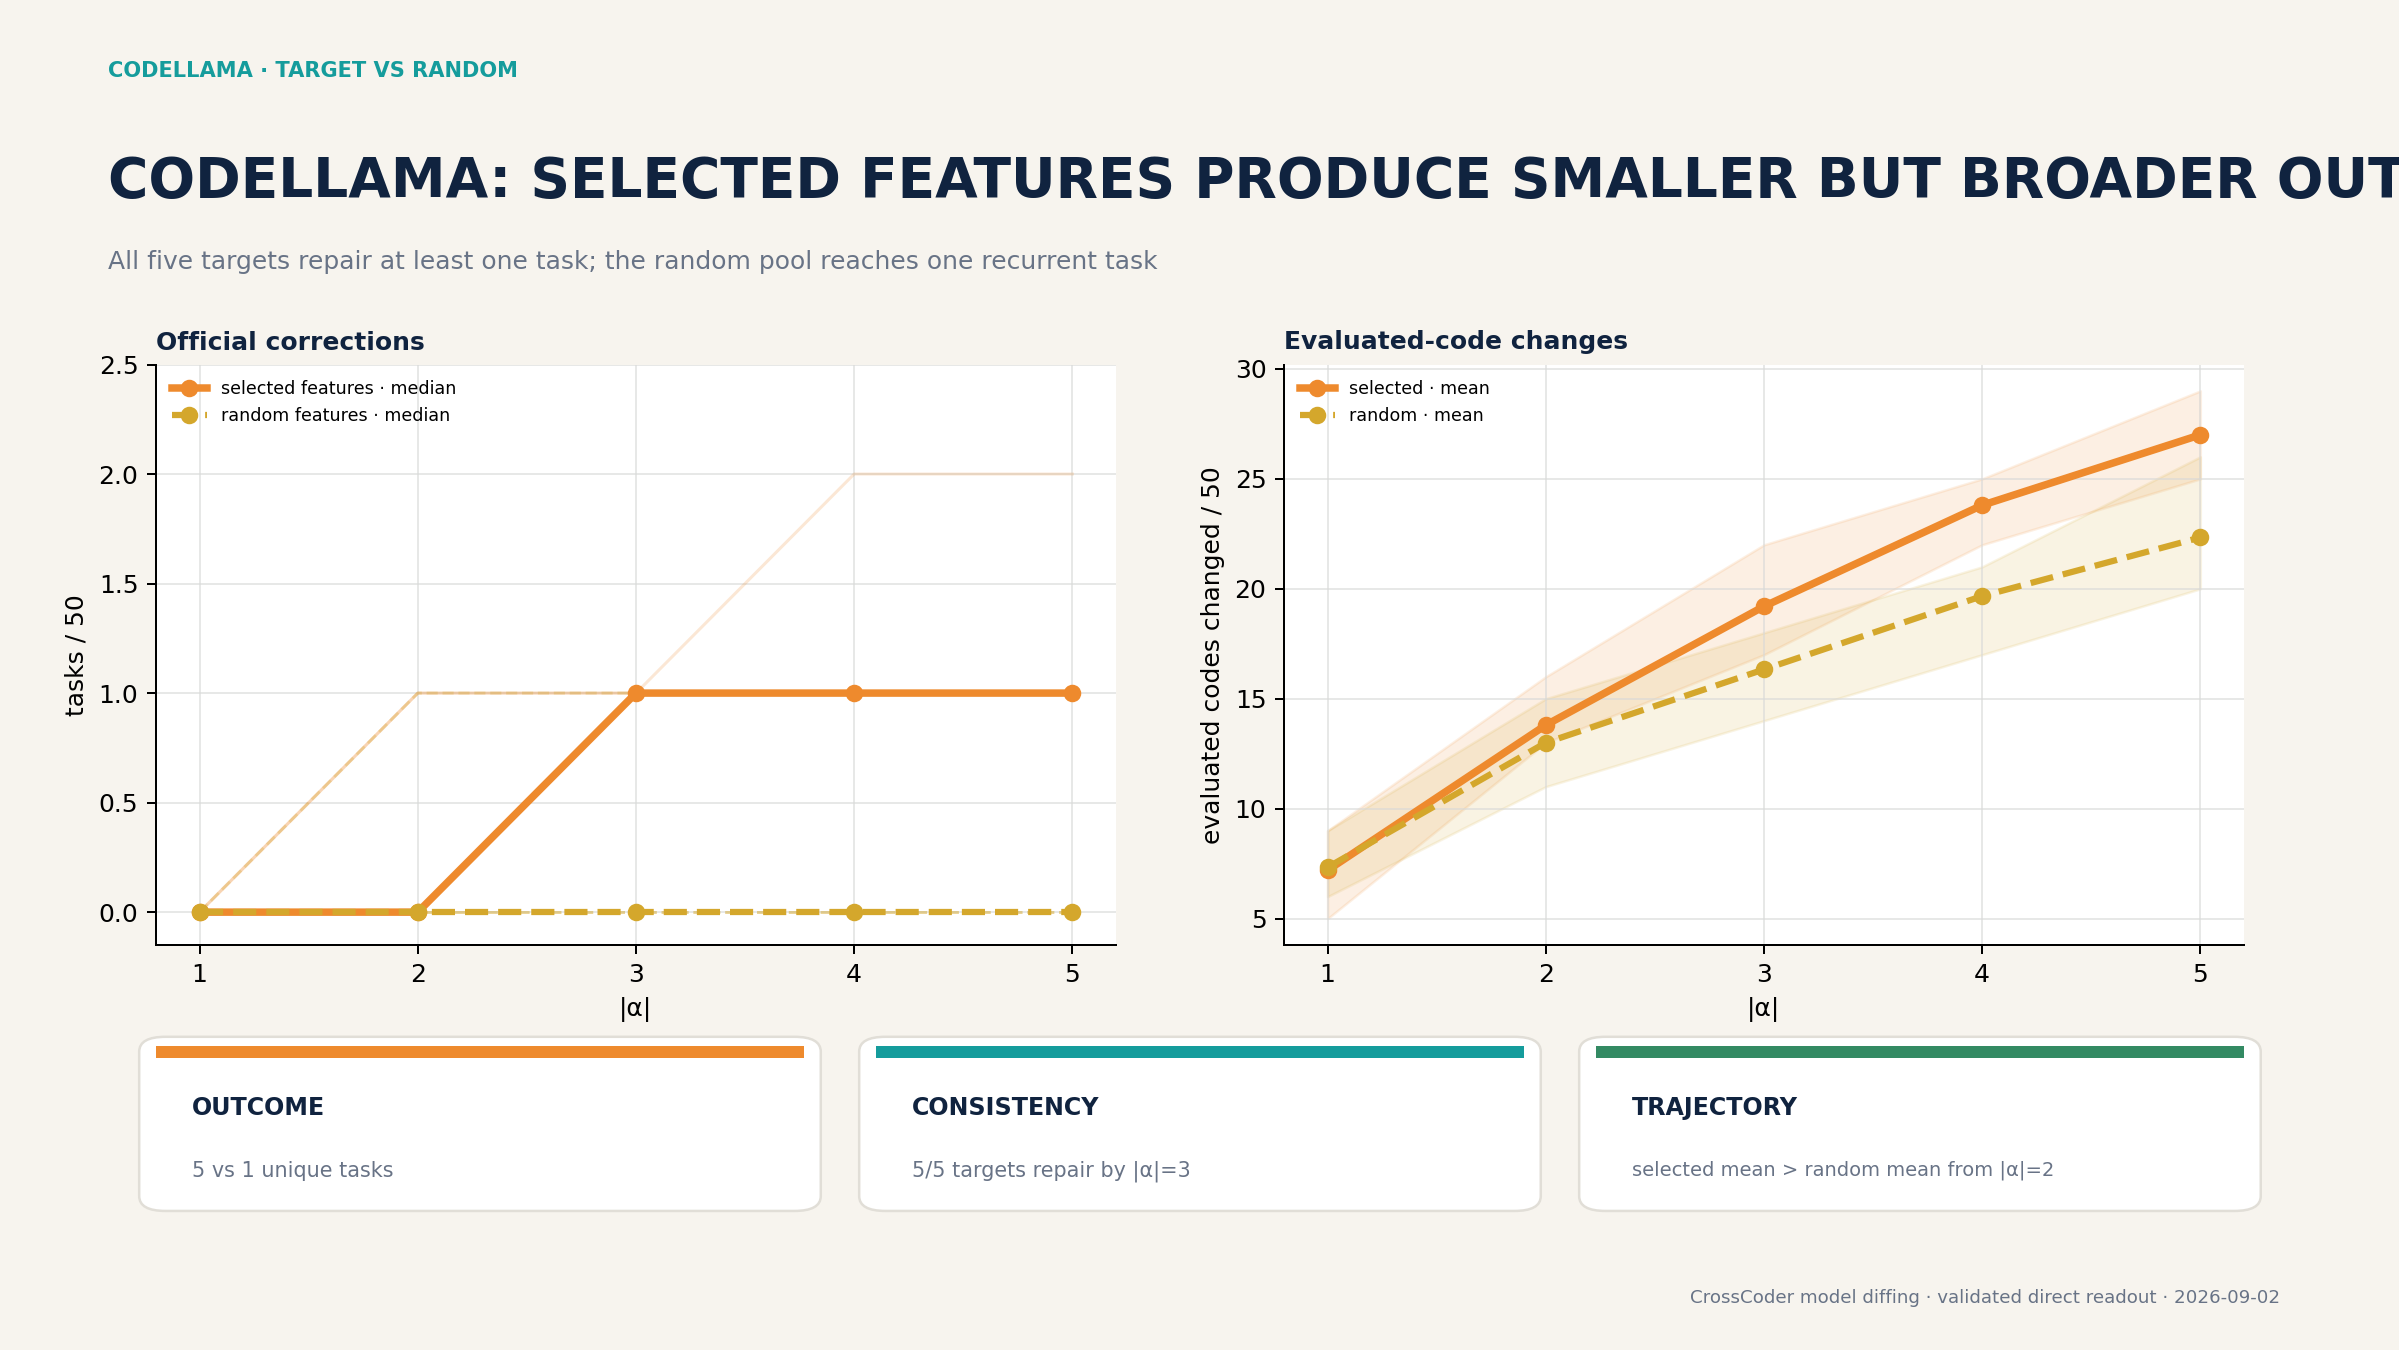 CODELLAMA · TARGET VS RANDOM
CODELLAMA: SELECTED FEATURES PRODUCE SMALLER BUT BROADER OUT
All five targets repair at least one task; the random pool reaches one recurrent task
Official corrections
selected features · median
random features · median
2.5
2.0
1.5
1.0
0.5
0.0
tasks / 50
1 2 3 4 5
|α|
Evaluated-code changes
selected · mean
random · mean
30
25
20
15
10
5
evaluated codes changed / 50
1 2 3 4 5
|α|
OUTCOME
5 vs 1 unique tasks
CONSISTENCY
5/5 targets repair by |α|=3
TRAJECTORY
selected mean > random mean from |α|=2
CrossCoder model diffing · validated direct readout · 2026-09-02